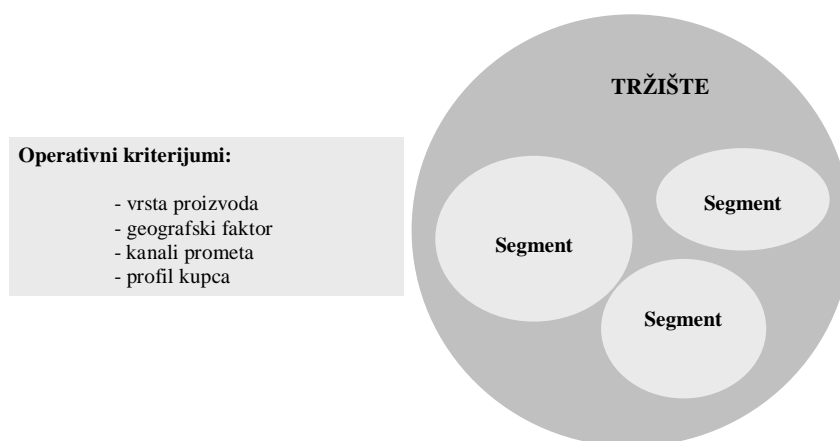 Operativni kriterijumi:
- vrsta proizvoda
- geografski faktor
- kanali prometa
- profil kupca
TRŽIŠTE
Segment
Segment
Segment